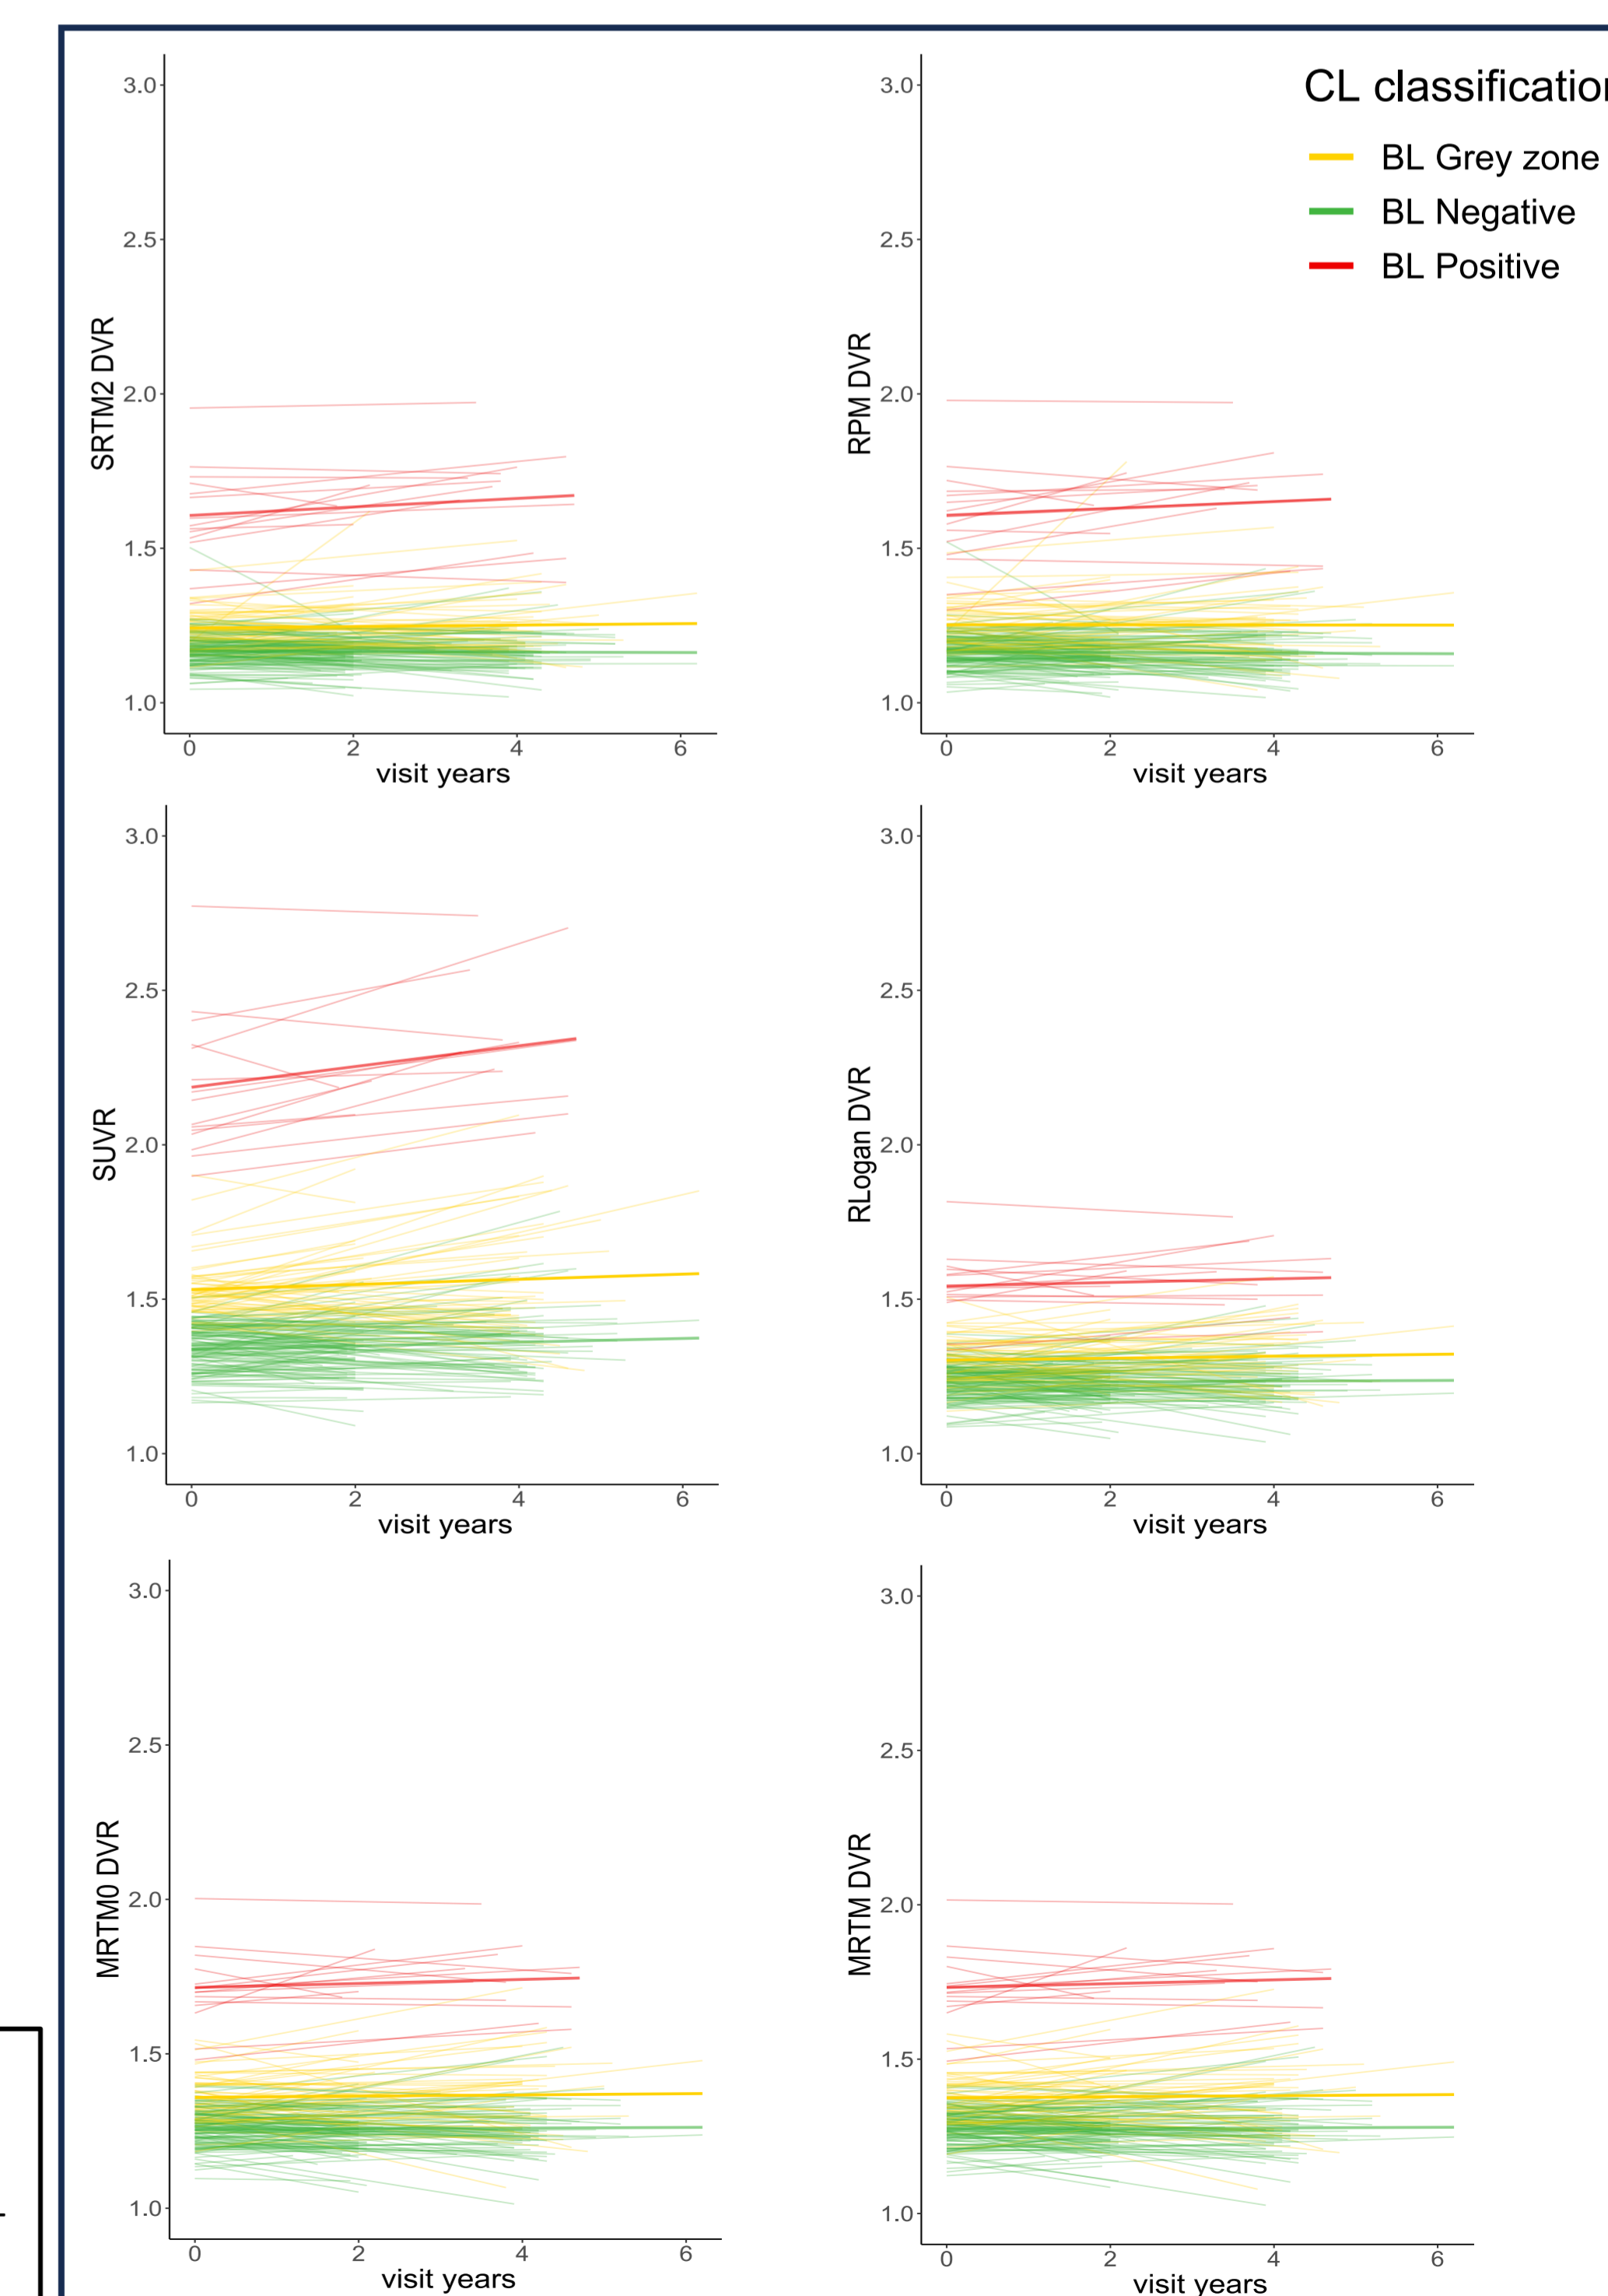 3.0
2.5
2.0
1.5
1.0
SRTM2 DVR
0 2 4 6
visit years
3.0
2.5
2.0
1.5
1.0
RPM DVR
0 2 4 6
visit years
CL classification
BL Grey zone
BL Negative
BL Positive
3.0
2.5
2.0
1.5
1.0
SUVR
0 2 4 6
visit years
3.0
2.5
2.0
1.5
1.0
RLogan DVR
0 2 4 6
visit years
3.0
2.5
2.0
1.5
1.0
MRTM0 DVR
0 2 4 6
visit years
3.0
2.5
2.0
1.5
1.0
MRTM DVR
0 2 4 6
visit years